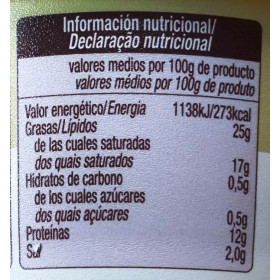 Información nutricional/
Declaração nutricional
valores medios por 100g de producto
valores médios por 100g de produto
Valor energético/Energia 1138kJ/273kcal
Grasas/Lípidos 25g
de las cuales saturadas
dos quais saturados 17g
Hidratos de carbono 0,5g
de los cuales azúcares
dos quais açúcares 0,5g
Proteínas 12g
Sal 2,0g